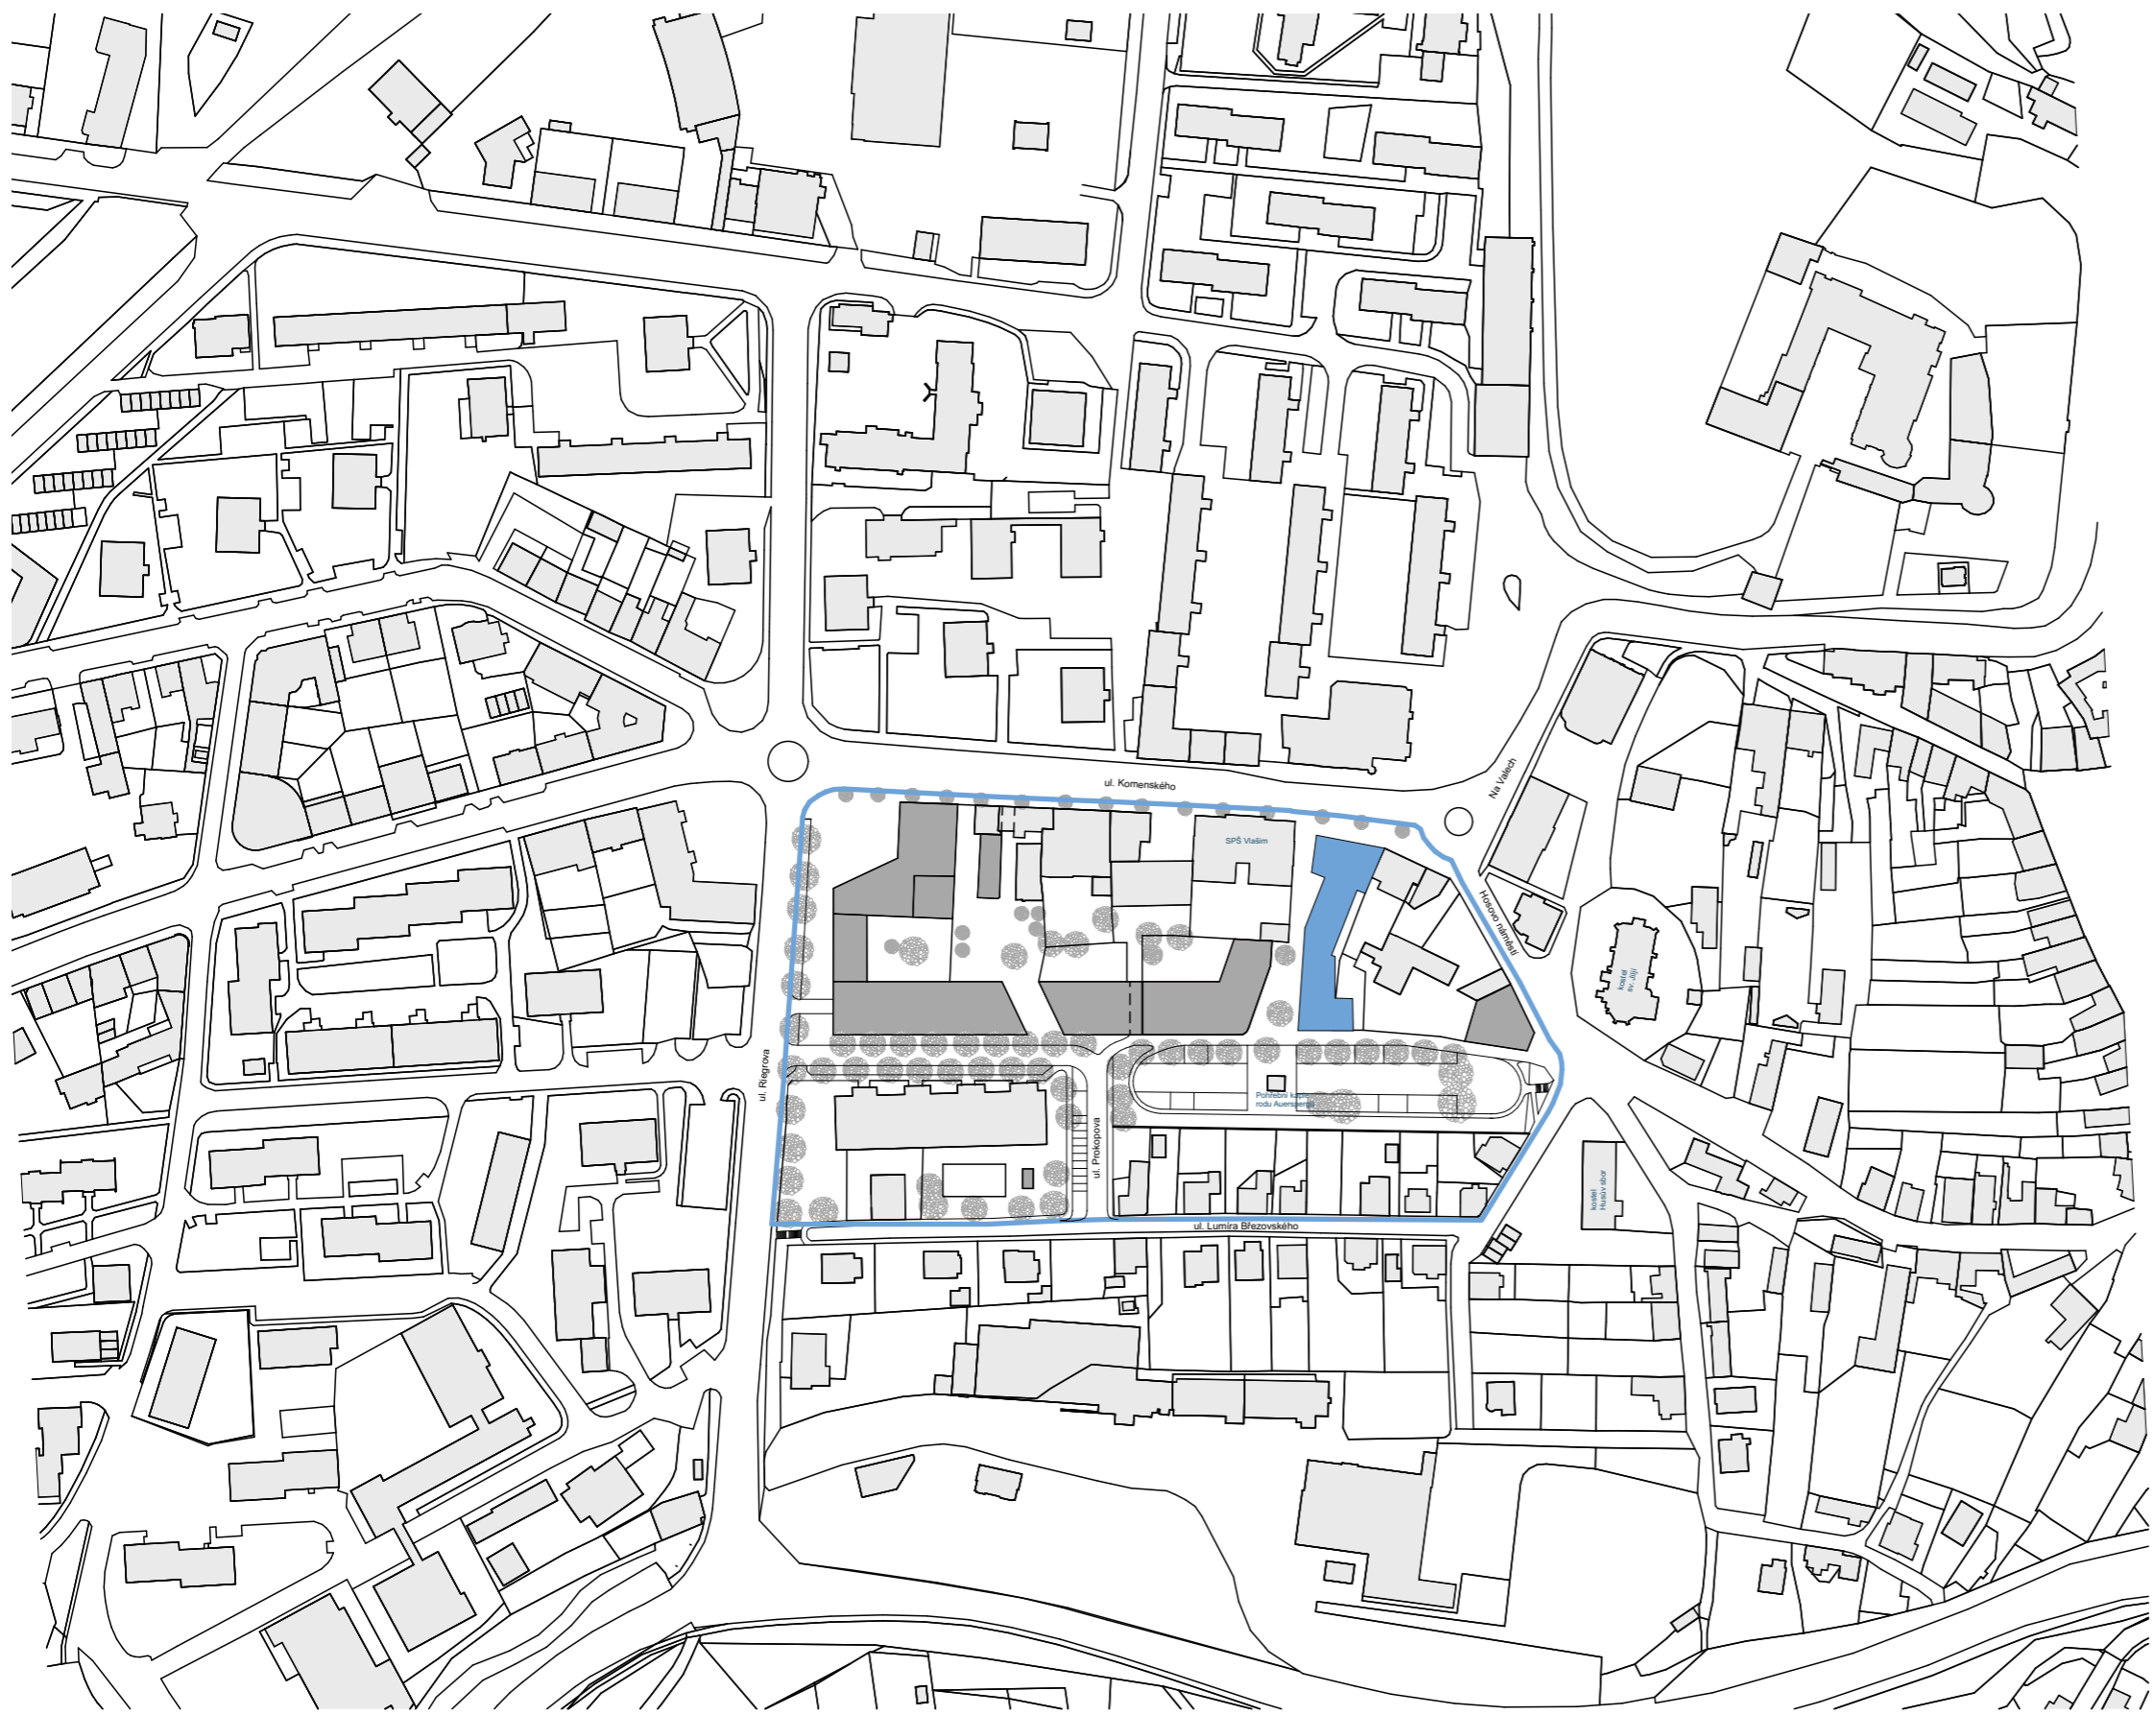 ul. Komenského
Na Valech
SPŠ Vlašim
Husovo náměstí
kostel
sv. Jiljí
ul. Riegrova
Pohřební kaple
rodu Auerspergů
ul. Prokopova
kostel
Husův sbor
ul. Lumíra Březovského